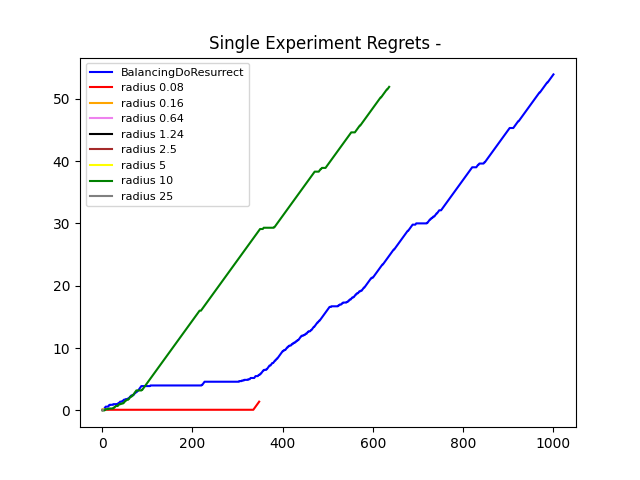 Single Experiment Regrets -
BalancingDoResurrect
radius 0.08
radius 0.16
radius 0.64
radius 1.24
radius 2.5
radius 5
radius 10
radius 25
50
40
30
20
10
0
0 200 400 600 800 1000